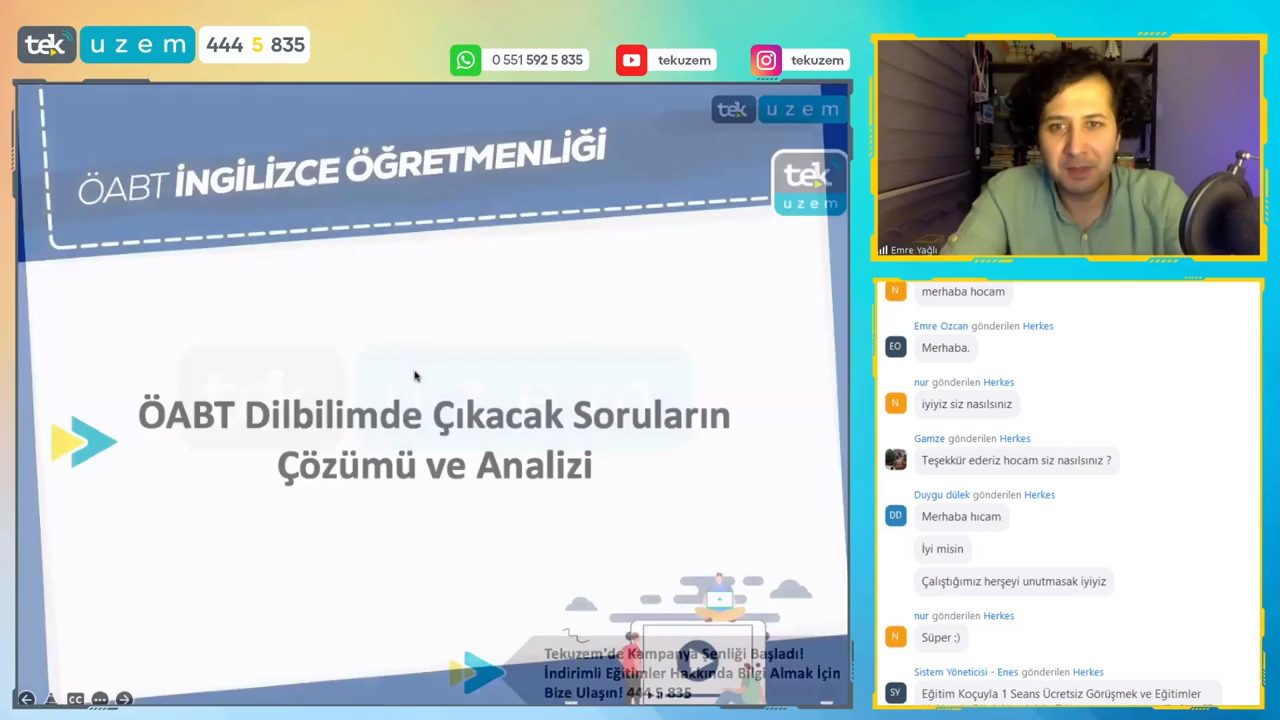 tek uzem 444 5 835
0 551 592 5 835
tekuzem
tekuzem
tek uzem
ÖABT İNGİLİZCE ÖĞRETMENLİĞİ
tek
uzem
ÖABT Dilbilimde Çıkacak Soruların
Çözümü ve Analizi
Tekuzem'de Kampanya Şenliği Başladı!
İndirimli Eğitimler Hakkında Bilgi Almak İçin
Bize Ulaşın! 444 5 835
CC
Emre Yağlı
N
merhaba hocam
Emre Ozcan gönderilen Herkes
EO
Merhaba.
nur gönderilen Herkes
N
iyiyiz siz nasılsınız
Gamze gönderilen Herkes
Teşekkür ederiz hocam siz nasılsınız ?
Duygu dülek gönderilen Herkes
DD
Merhaba hıcam
İyi misin
Çalıştığımız herşeyi unutmasak iyiyiz
nur gönderilen Herkes
N
Süper :)
Sistem Yöneticisi - Enes gönderilen Herkes
SY
Eğitim Koçuyla 1 Seans Ücretsiz Görüşmek ve Eğitimler